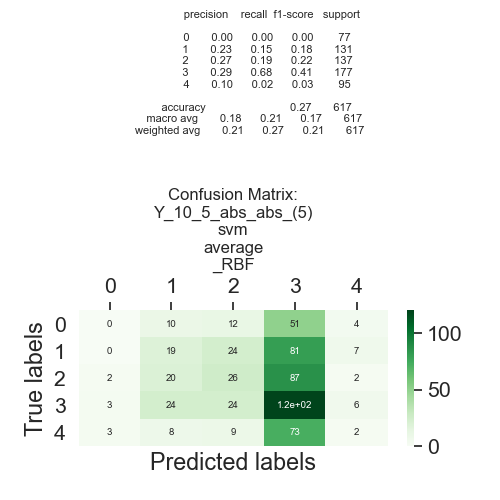 precision recall f1-score support
0 0.00 0.00 0.00 77
1 0.23 0.15 0.18 131
2 0.27 0.19 0.22 137
3 0.29 0.68 0.41 177
4 0.10 0.02 0.03 95
accuracy 0.27 617
macro avg 0.18 0.21 0.17 617
weighted avg 0.21 0.27 0.21 617
Confusion Matrix:
Y_10_5_abs_abs_(5)
svm
average
_RBF
0 1 2 3 4
0 0 10 12 51 4
1 0 19 24 81 7
2 2 20 26 87 2
3 3 24 24 1.2e+02 6
4 3 8 9 73 2
True labels
Predicted labels
100
50
0